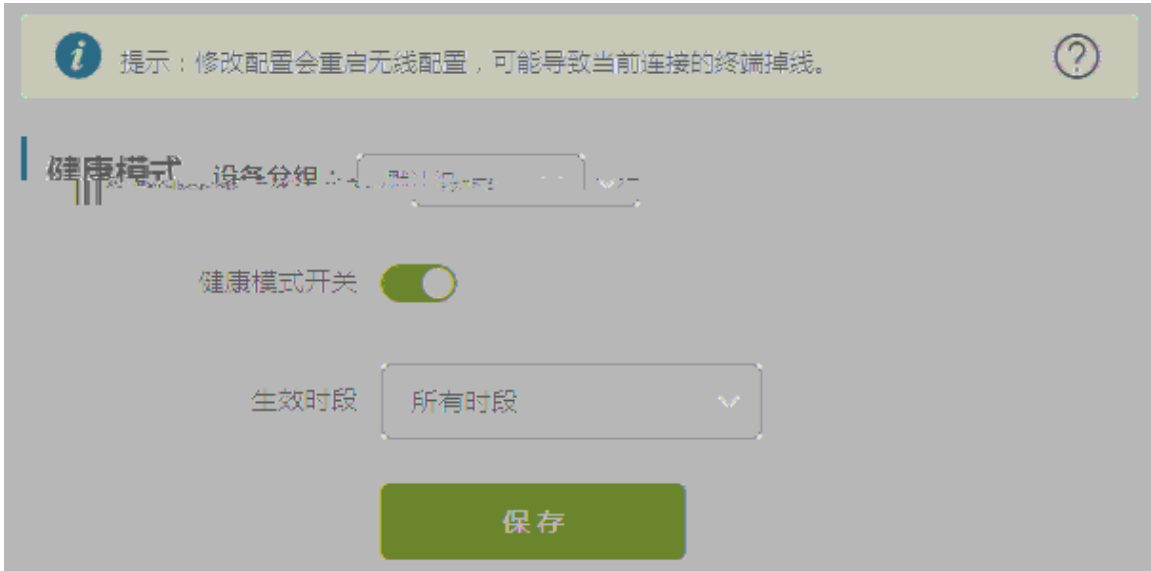 提示：修改配置会重启无线配置，可能导致当前连接的终端掉线。
健康模式 设备分组：
健康模式开关
生效时段 所有时段
保存